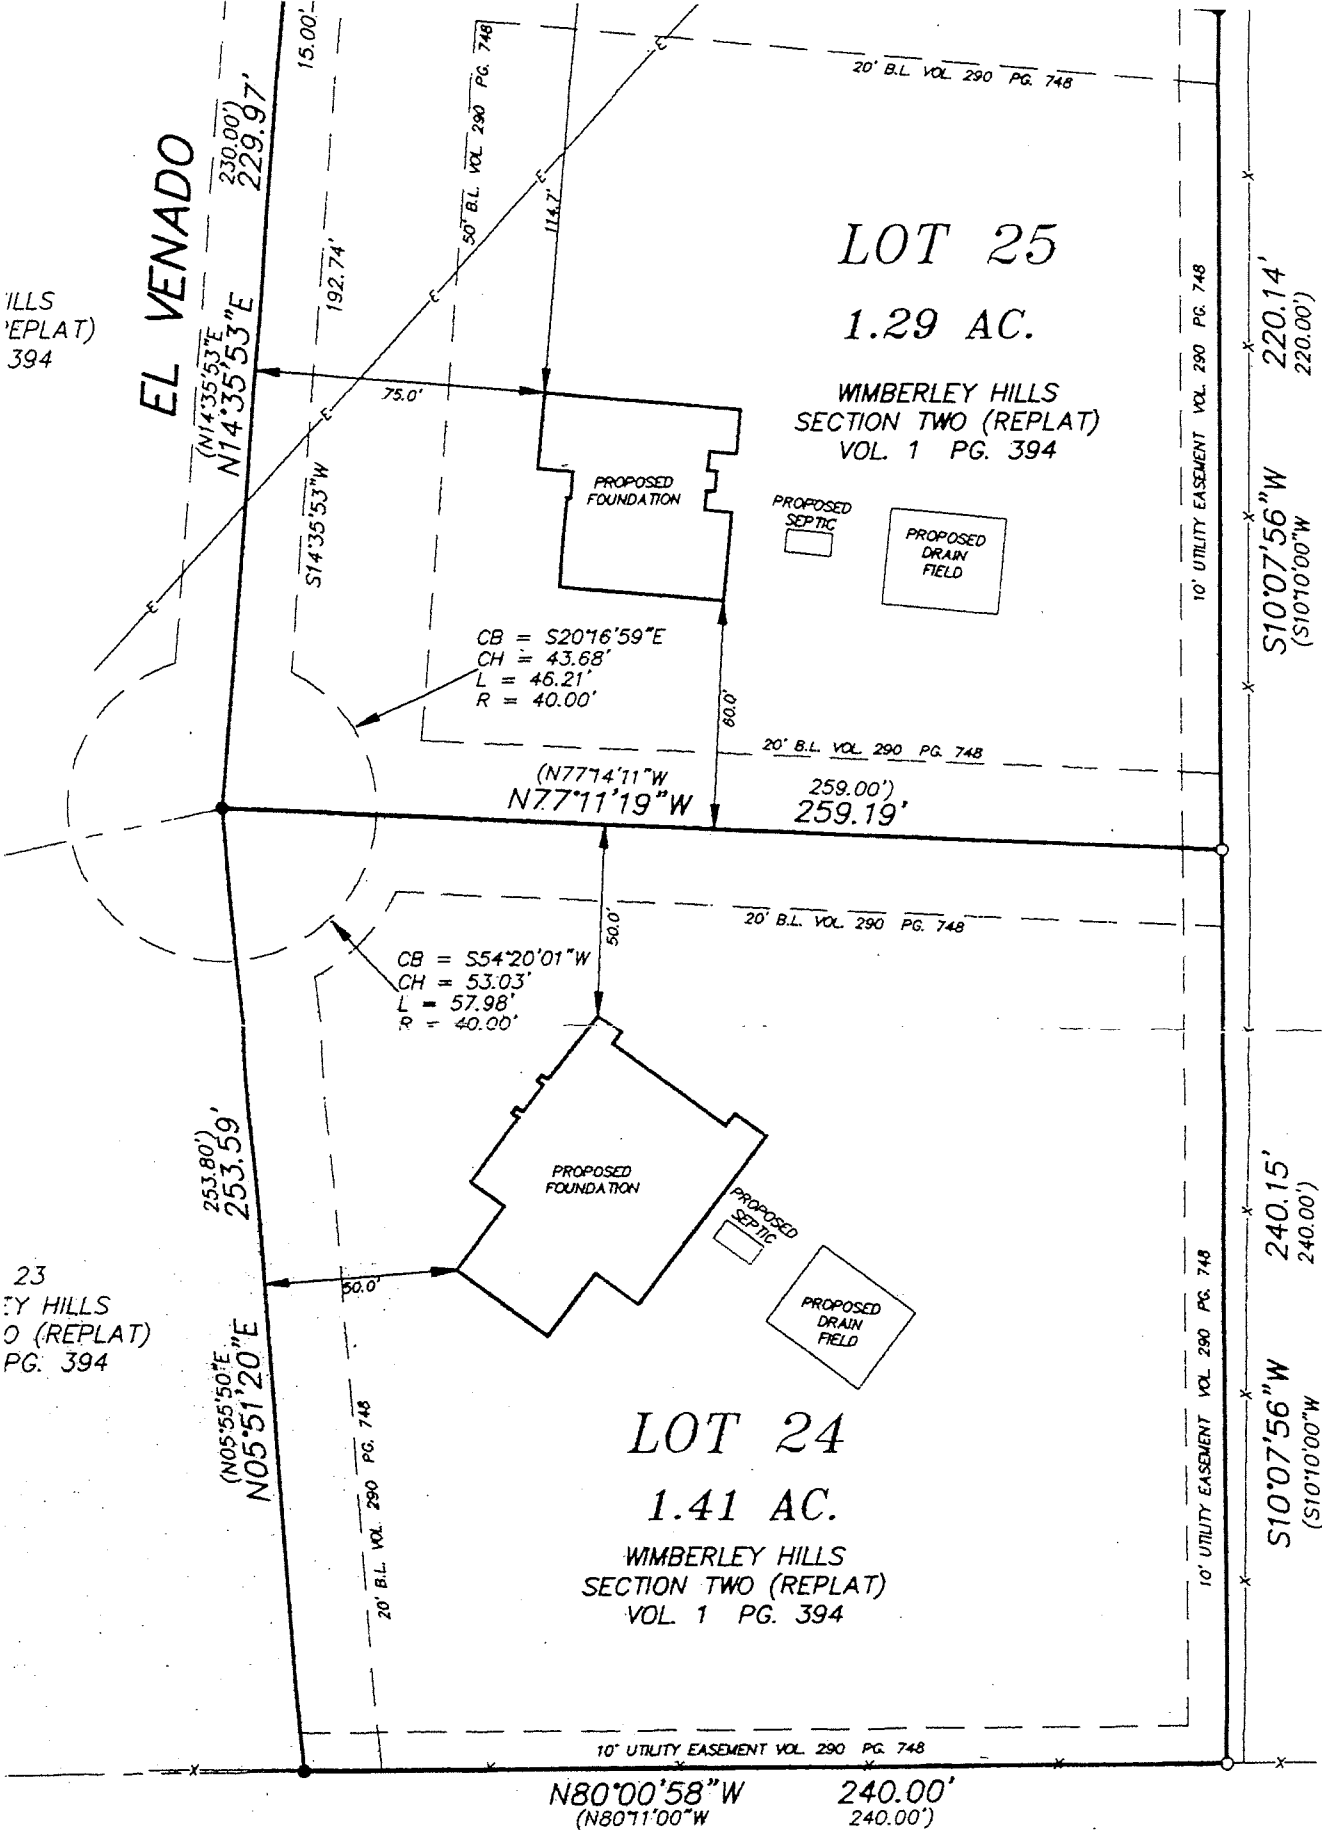 15.00'
20' B.L. VOL. 290 PG. 748
50' B.L. VOL. 290 PG. 748
230.00')
229.97'
EL VENADO
(N14°35'53"E
N14°35'53"E
192.74'
S14°35'53"W
114.7'
75.0'
ILLS
EPLAT)
394
LOT 25
1.29 AC.
WIMBERLEY HILLS
SECTION TWO (REPLAT)
VOL. 1 PG. 394
PROPOSED
FOUNDATION
PROPOSED
SEPTIC
PROPOSED
DRAIN
FIELD
10' UTILITY EASEMENT VOL. 290 PG. 748
220.14'
220.00')
S10°07'56"W
(S10°10'00"W
CB = S20°16'59"E
CH = 43.68'
L = 46.21'
R = 40.00'
60.0'
20' B.L. VOL. 290 PG. 748
(N77°14'11"W 259.00')
N77°11'19"W 259.19'
50.0'
20' B.L. VOL. 290 PG. 748
CB = S54°20'01"W
CH = 53.03'
L = 57.98'
R = 40.00'
253.80')
253.59'
(N05°55'50"E
N05°51'20"E
PROPOSED
FOUNDATION
PROPOSED
SEPTIC
PROPOSED
DRAIN
FIELD
50.0'
23
EY HILLS
O (REPLAT)
PG. 394
20' B.L. VOL. 290 PG. 748
LOT 24
1.41 AC.
WIMBERLEY HILLS
SECTION TWO (REPLAT)
VOL. 1 PG. 394
10' UTILITY EASEMENT VOL. 290 PG. 748
240.15'
240.00')
S10°07'56"W
(S10°10'00"W
10' UTILITY EASEMENT VOL. 290 PG. 748
N80°00'58"W 240.00'
(N80°11'00"W 240.00')